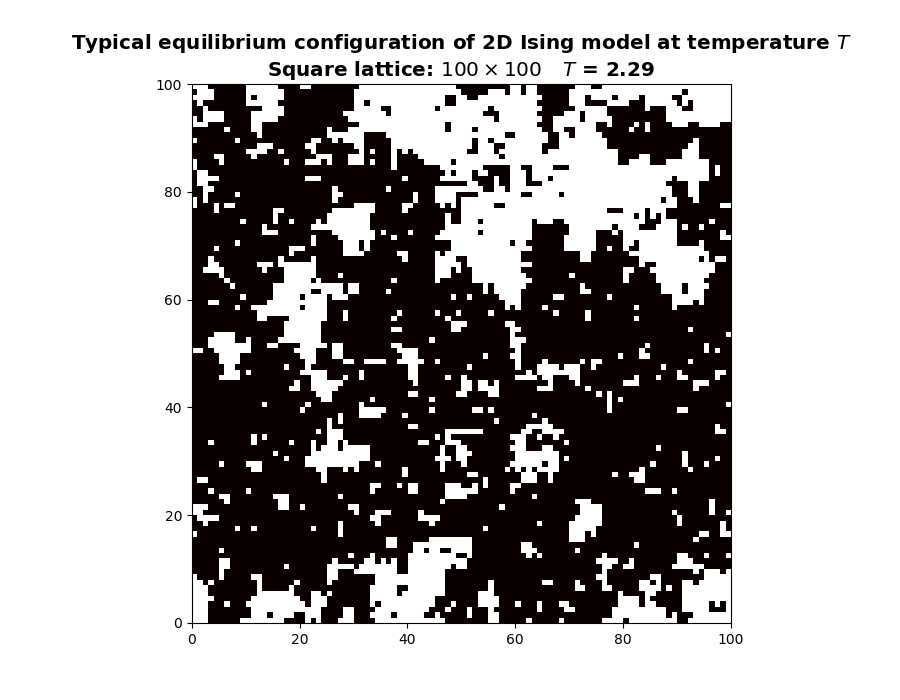 Typical equilibrium configuration of 2D Ising model at temperature T
Square lattice: 100 × 100 T = 2.29
100
80
60
40
20
0
0 20 40 60 80 100